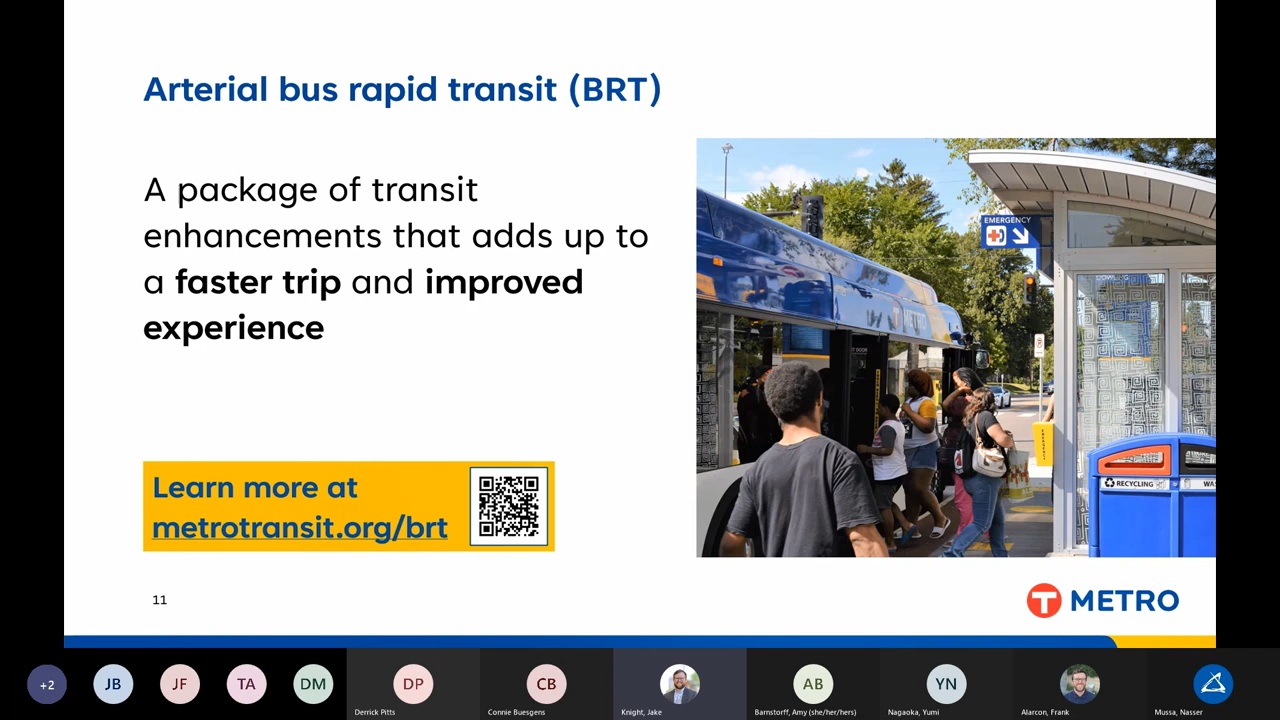 Arterial bus rapid transit (BRT)
A package of transit
enhancements that adds up to
a faster trip and improved
experience
EMERGENCY
EMERGENCY
RECYCLING
Learn more at
metrotransit.org/brt
11
T METRO
+2
JB
JF
TA
DM
DP
CB
AB
YN
Derrick Pitts
Connie Buesgens
Knight, Jake
Barnstorff, Amy (she/her/hers)
Nagaoka, Yumi
Alarcon, Frank
Mussa, Nasser